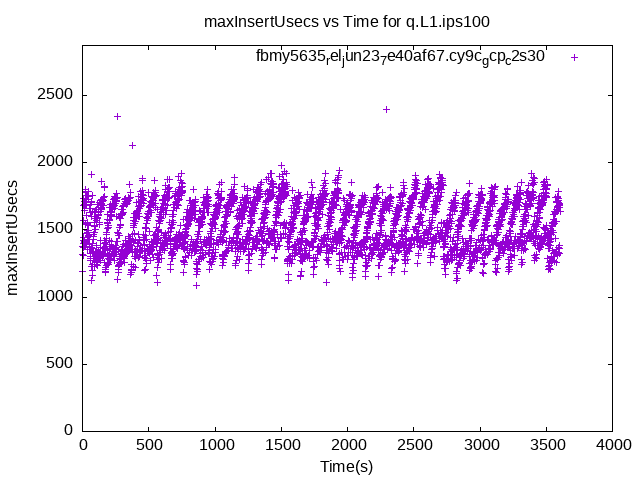 maxInsertUsecs vs Time for q.L1.ips100
fbmy5635_rel_jun23_7e40af67.cy9c_gcp_c2s30
2500
2000
1500
1000
500
0
maxInsertUsecs
0 500 1000 1500 2000 2500 3000 3500 4000
Time(s)